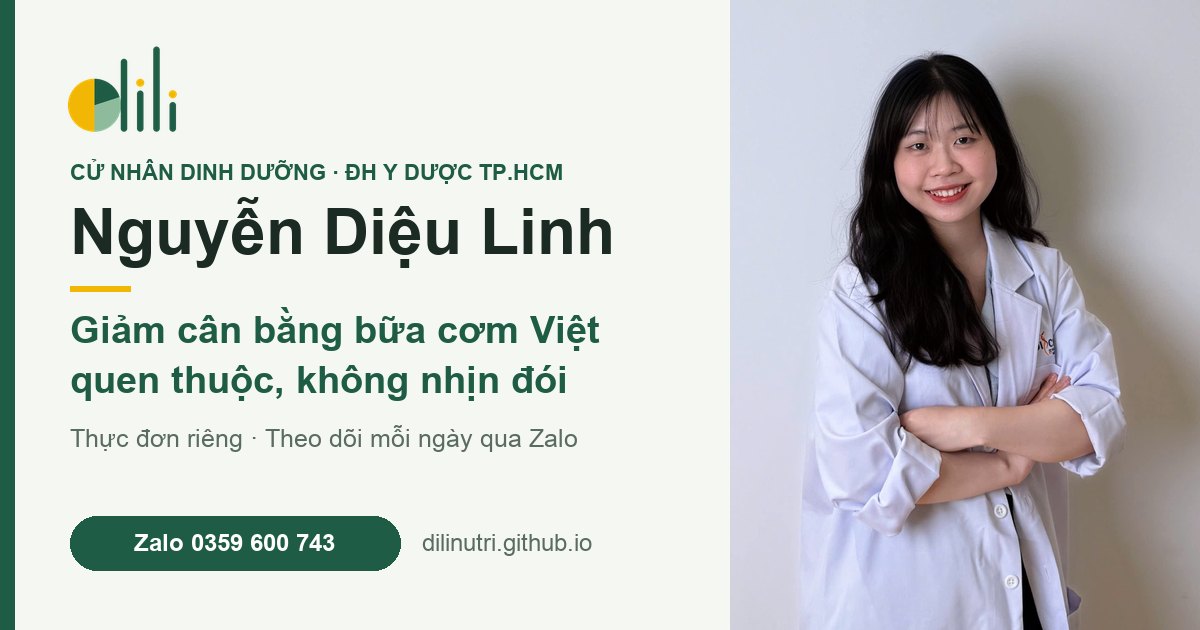 dili
CỬ NHÂN DINH DƯỠNG · ĐH Y DƯỢC TP.HCM
Nguyễn Diệu Linh
Giảm cân bằng bữa cơm Việt
quen thuộc, không nhịn đói
Thực đơn riêng · Theo dõi mỗi ngày qua Zalo
Zalo 0359 600 743
dilinutri.github.io